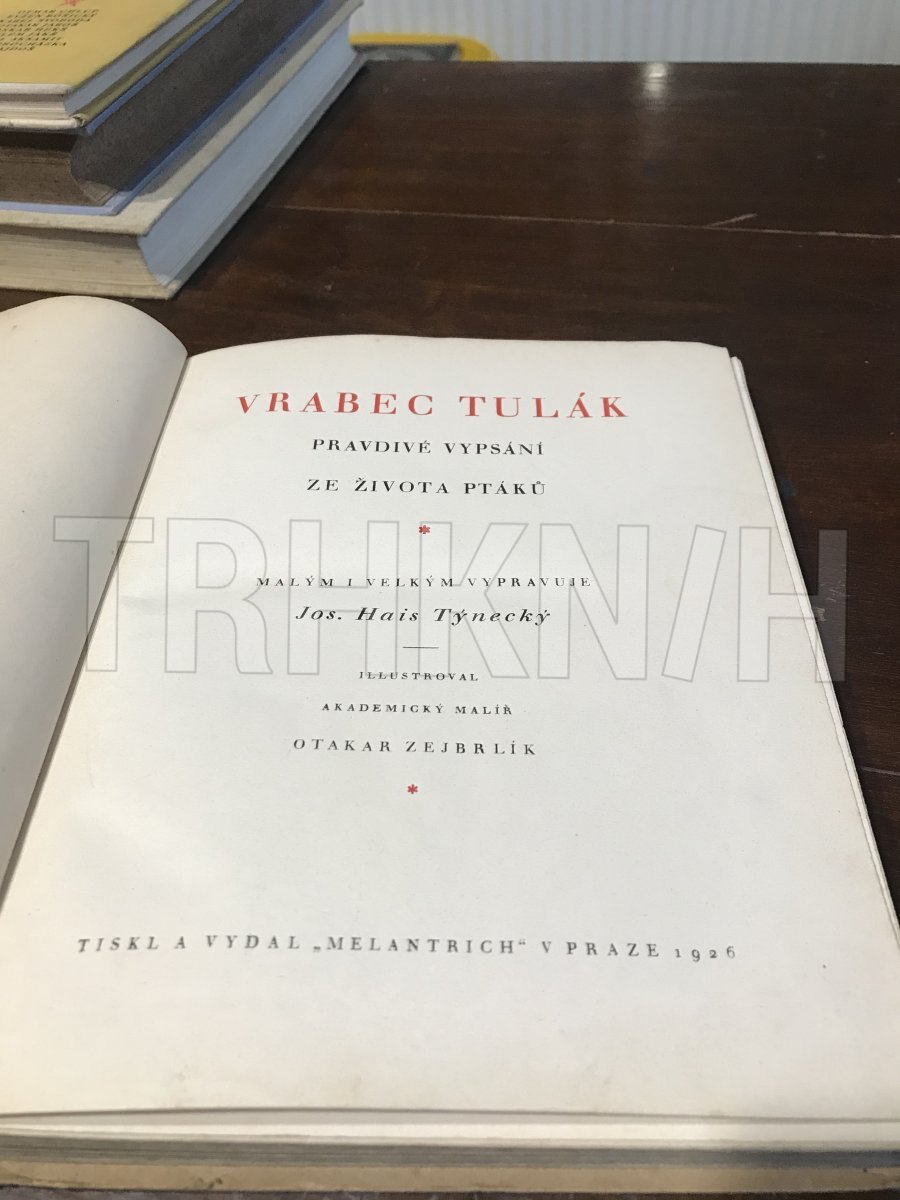 VRABEC TULÁK
PRAVDIVÉ VYPSÁNÍ
ZE ŽIVOTA PTÁKŮ
*
MALÝM I VELKÝM VYPRAVUJE
Jos. Hais Týnecký
ILLUSTROVAL
AKADEMICKÝ MALÍŘ
OTAKAR ZEJBRLÍK
*
TISKL A VYDAL „MELANTRICH“ V PRAZE 1926
TRHKN/H